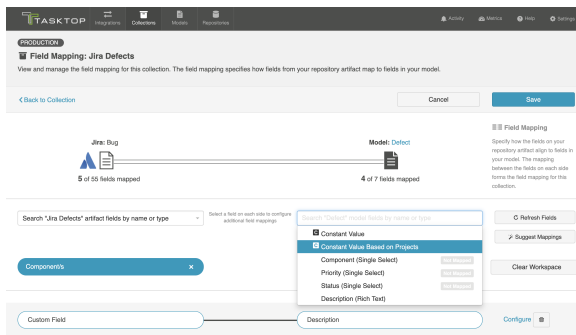 TASKTOP
Integrations
Collections
Models
Repositories
Activity
Metrics
Help
Settings
PRODUCTION
Field Mapping: Jira Defects
View and manage the field mapping for this collection. The field mapping specifies how fields from your repository artifact map to fields in your model.
Back to Collection
Cancel
Save
Jira: Bug
5 of 55 fields mapped
Model: Defect
4 of 7 fields mapped
Field Mapping
Specify how the fields on your
repository artifact align to fields in
your model. The mapping
between the fields on each side
forms the field mapping for this
collection.
Search "Jira Defects" artifact fields by name or type
Select a field on each side to configure
additional field mappings
Search "Defect" model fields by name or type
C Constant Value
C Constant Value Based on Projects
Component (Single Select) Not Mapped
Priority (Single Select) Not Mapped
Status (Single Select) Not Mapped
Description (Rich Text)
Refresh Fields
Suggest Mappings
Component/s ×
Clear Workspace
Custom Field
Description
Configure